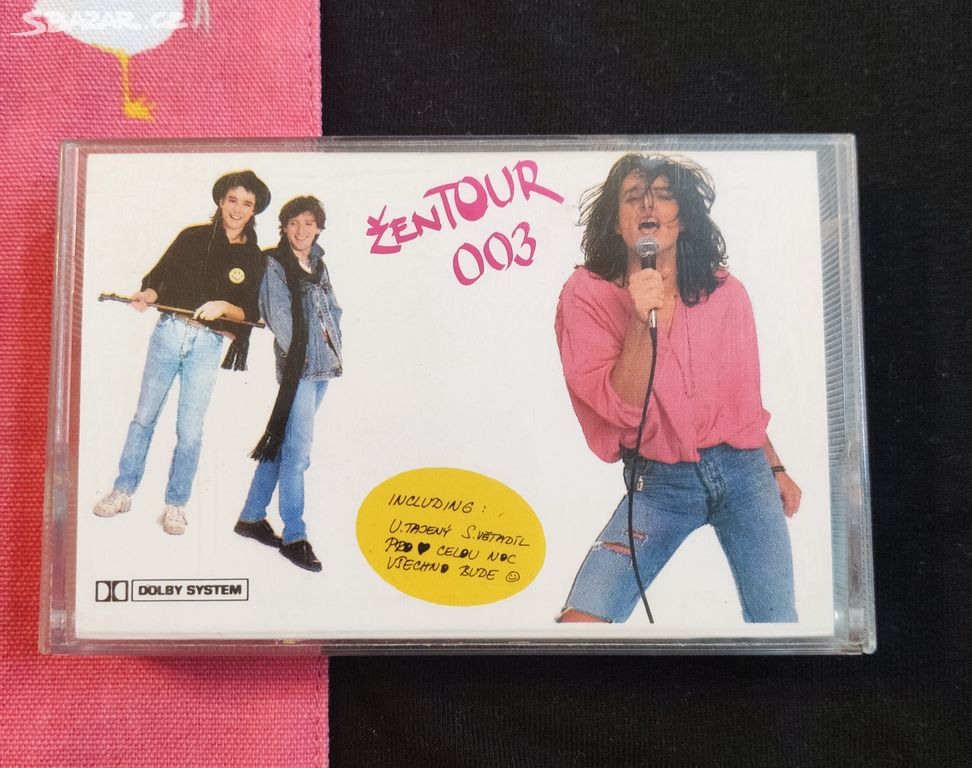 SBAZAR.CZ
ŽENTOUR
003
INCLUDING :
U.TAJENÝ S.VĚTADÍL
PRO ♥ CELOU NOC
VŠECHNO BUDE ☺
DOLBY SYSTEM